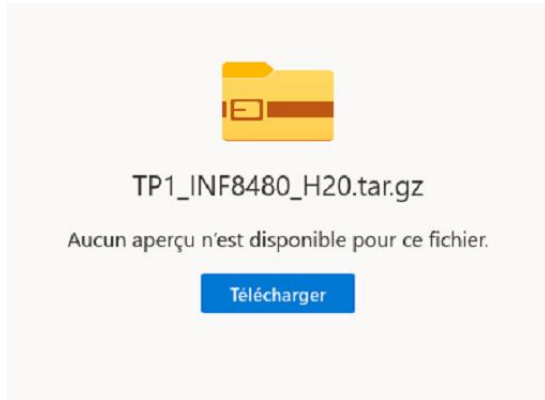 TP1_INF8480_H20.tar.gz
Aucun aperçu n'est disponible pour ce fichier.
Télécharger